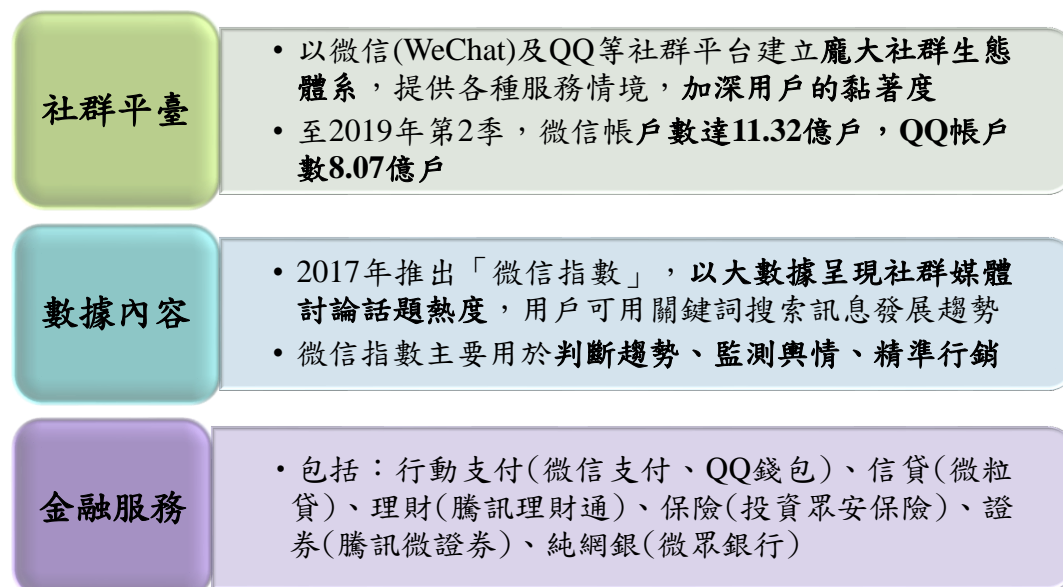 社群平臺
• 以微信(WeChat)及QQ等社群平台建立龐大社群生態
體系，提供各種服務情境，加深用戶的黏著度
• 至2019年第2季，微信帳戶數達11.32億戶，QQ帳戶
數8.07億戶
數據內容
• 2017年推出「微信指數」，以大數據呈現社群媒體
討論話題熱度，用戶可用關鍵詞搜索訊息發展趨勢
• 微信指數主要用於判斷趨勢、監測輿情、精準行銷
金融服務
• 包括：行動支付(微信支付、QQ錢包)、信貸(微粒
貸)、理財(騰訊理財通)、保險(投資眾安保險)、證
券(騰訊微證券)、純網銀(微眾銀行)